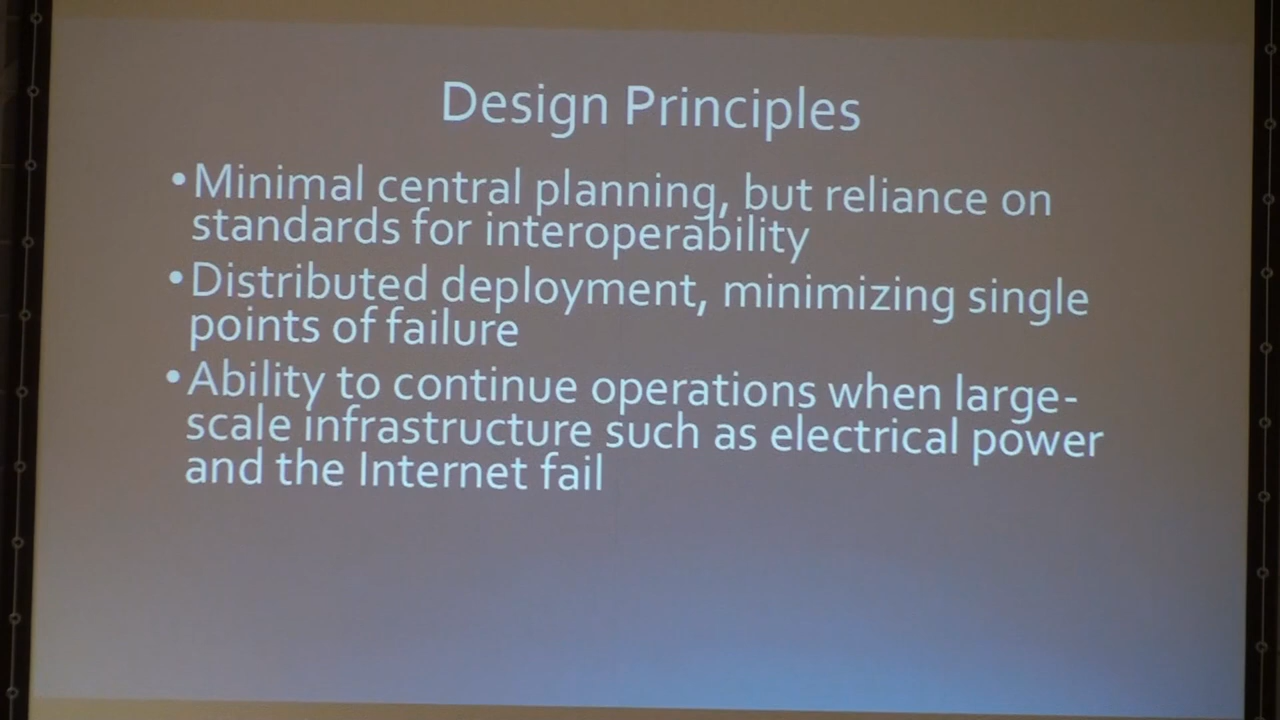 Design Principles
•Minimal central planning, but reliance on
standards for interoperability
•Distributed deployment, minimizing single
points of failure
•Ability to continue operations when large-
scale infrastructure such as electrical power
and the Internet fail